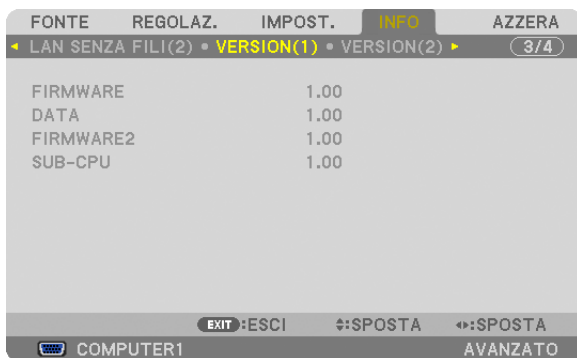 FONTE REGOLAZ. IMPOST. INFO AZZERA
LAN SENZA FILI(2) • VERSION(1) • VERSION(2) 3/4
FIRMWARE 1.00
DATA 1.00
FIRMWARE2 1.00
SUB-CPU 1.00
EXIT :ESCI :SPOSTA :SPOSTA
COMPUTER1 AVANZATO